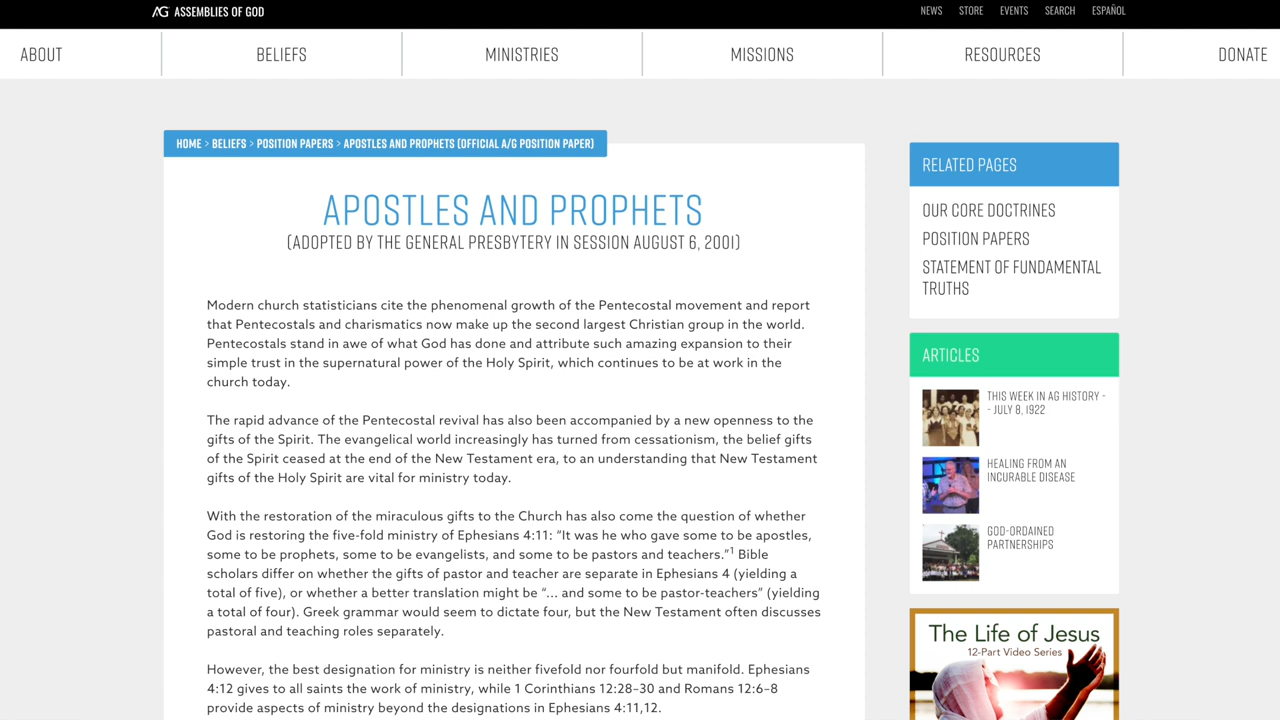 AG ASSEMBLIES OF GOD
NEWS STORE EVENTS SEARCH ESPAÑOL
ABOUT BELIEFS MINISTRIES MISSIONS RESOURCES DONATE
HOME > BELIEFS > POSITION PAPERS > APOSTLES AND PROPHETS (OFFICIAL A/G POSITION PAPER)
APOSTLES AND PROPHETS
(ADOPTED BY THE GENERAL PRESBYTERY IN SESSION AUGUST 6, 2001)
Modern church statisticians cite the phenomenal growth of the Pentecostal movement and report
that Pentecostals and charismatics now make up the second largest Christian group in the world.
Pentecostals stand in awe of what God has done and attribute such amazing expansion to their
simple trust in the supernatural power of the Holy Spirit, which continues to be at work in the
church today.
The rapid advance of the Pentecostal revival has also been accompanied by a new openness to the
gifts of the Spirit. The evangelical world increasingly has turned from cessationism, the belief gifts
of the Spirit ceased at the end of the New Testament era, to an understanding that New Testament
gifts of the Holy Spirit are vital for ministry today.
With the restoration of the miraculous gifts to the Church has also come the question of whether
God is restoring the five-fold ministry of Ephesians 4:11: “It was he who gave some to be apostles,
some to be prophets, some to be evangelists, and some to be pastors and teachers.”1 Bible
scholars differ on whether the gifts of pastor and teacher are separate in Ephesians 4 (yielding a
total of five), or whether a better translation might be “... and some to be pastor-teachers” (yielding
a total of four). Greek grammar would seem to dictate four, but the New Testament often discusses
pastoral and teaching roles separately.
However, the best designation for ministry is neither fivefold nor fourfold but manifold. Ephesians
4:12 gives to all saints the work of ministry, while 1 Corinthians 12:28–30 and Romans 12:6–8
provide aspects of ministry beyond the designations in Ephesians 4:11,12.
RELATED PAGES
OUR CORE DOCTRINES
POSITION PAPERS
STATEMENT OF FUNDAMENTAL
TRUTHS
ARTICLES
THIS WEEK IN AG HISTORY -
- JULY 8, 1922
HEALING FROM AN
INCURABLE DISEASE
GOD-ORDAINED
PARTNERSHIPS
The Life of Jesus
12-Part Video Series